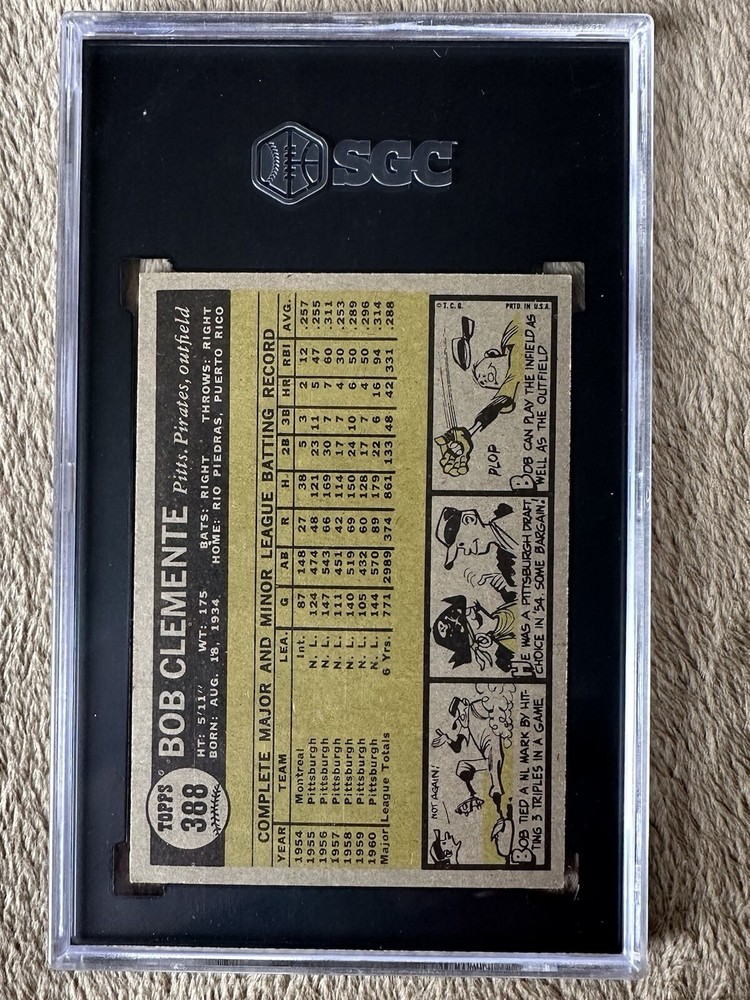 SGC
TOPPS
388
BOB CLEMENTE Pitts. Pirates, outfield
HT: 5'11" WT: 175 BATS: RIGHT THROWS: RIGHT
BORN: AUG. 18, 1934 HOME: RIO PIEDRAS, PUERTO RICO
COMPLETE MAJOR AND MINOR LEAGUE BATTING RECORD
YEAR TEAM LEA. G AB R H 2B 3B HR RBI AVG.
1954 Montreal Int. 87 148 27 38 5 3 2 12 .257
1955 Pittsburgh N. L. 124 474 48 121 23 11 5 47 .255
1956 Pittsburgh N. L. 147 543 66 169 30 7 7 60 .311
1957 Pittsburgh N. L. 111 451 42 114 17 7 4 30 .253
1958 Pittsburgh N. L. 140 519 69 150 24 10 6 50 .289
1959 Pittsburgh N. L. 105 432 60 128 17 7 4 50 .296
1960 Pittsburgh N. L. 144 570 89 179 22 6 16 94 .314
Major League Totals 6 Yrs. 771 2989 374 861 133 48 42 331 .288
NOT AGAIN!
BOB TIED A NL MARK BY HIT-
TING 3 TRIPLES IN A GAME
HE WAS A PITTSBURGH DRAFT
CHOICE IN '54. SOME BARGAIN!
© T. C. G. PRTD. IN U.S.A.
PLOP
BOB CAN PLAY THE INFIELD AS
WELL AS THE OUTFIELD